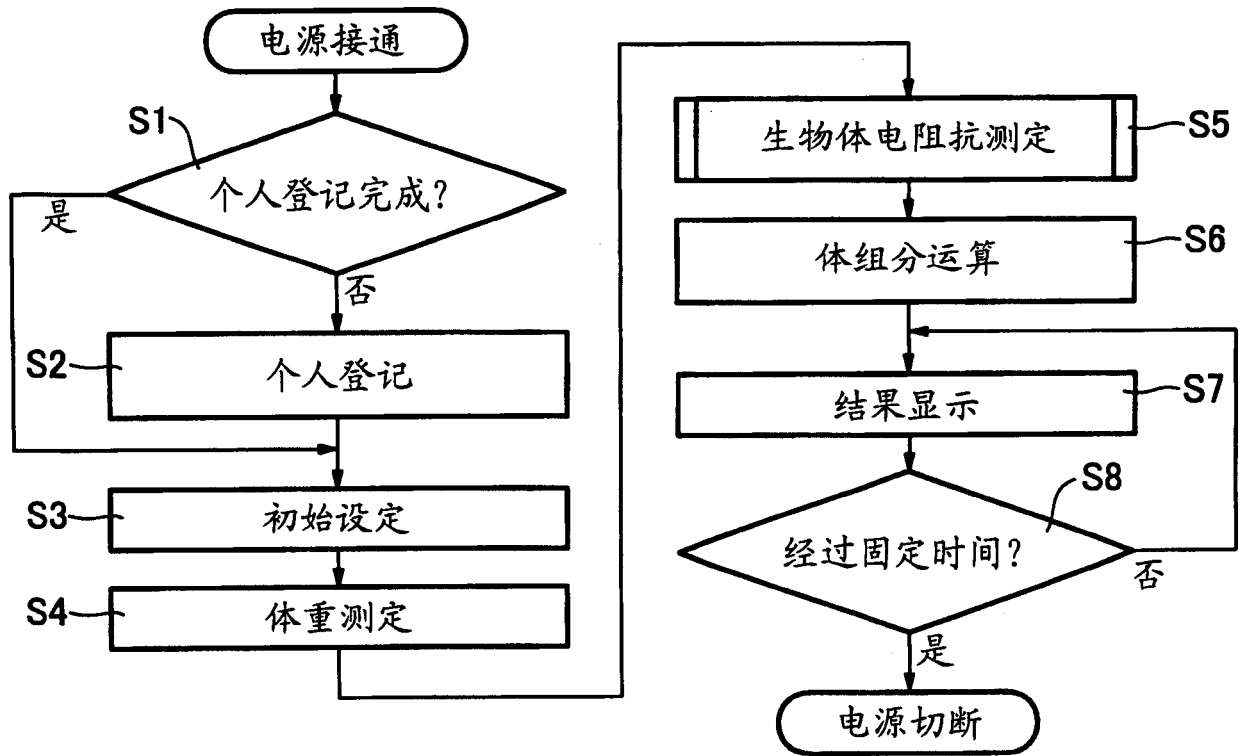 电源接通
S1
个人登记完成?
是
否
S2
个人登记
S3
初始设定
S4
体重测定
生物体电阻抗测定
S5
体组分运算
S6
结果显示
S7
S8
经过固定时间?
否
是
电源切断